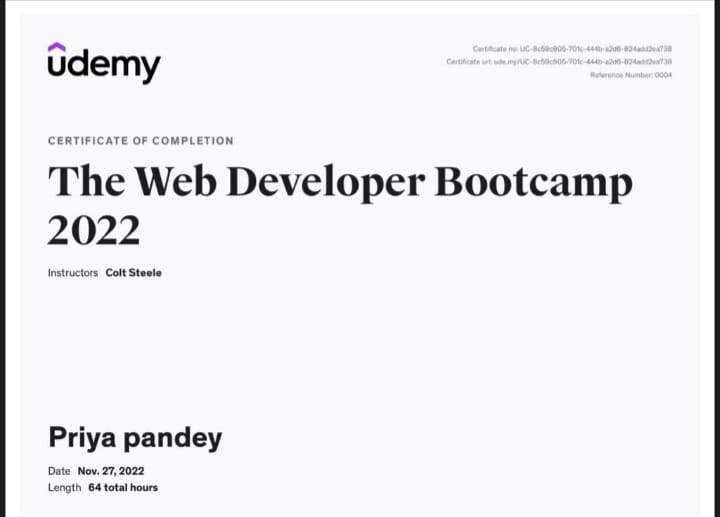 udemy
Certificate no: UC-8c59c905-701c-444b-a2d6-824add2ea738
Certificate url: ude.my/UC-8c59c905-701c-444b-a2d6-824add2ea738
Reference Number: 0004
CERTIFICATE OF COMPLETION
The Web Developer Bootcamp
2022
Instructors Colt Steele
Priya pandey
Date Nov. 27, 2022
Length 64 total hours